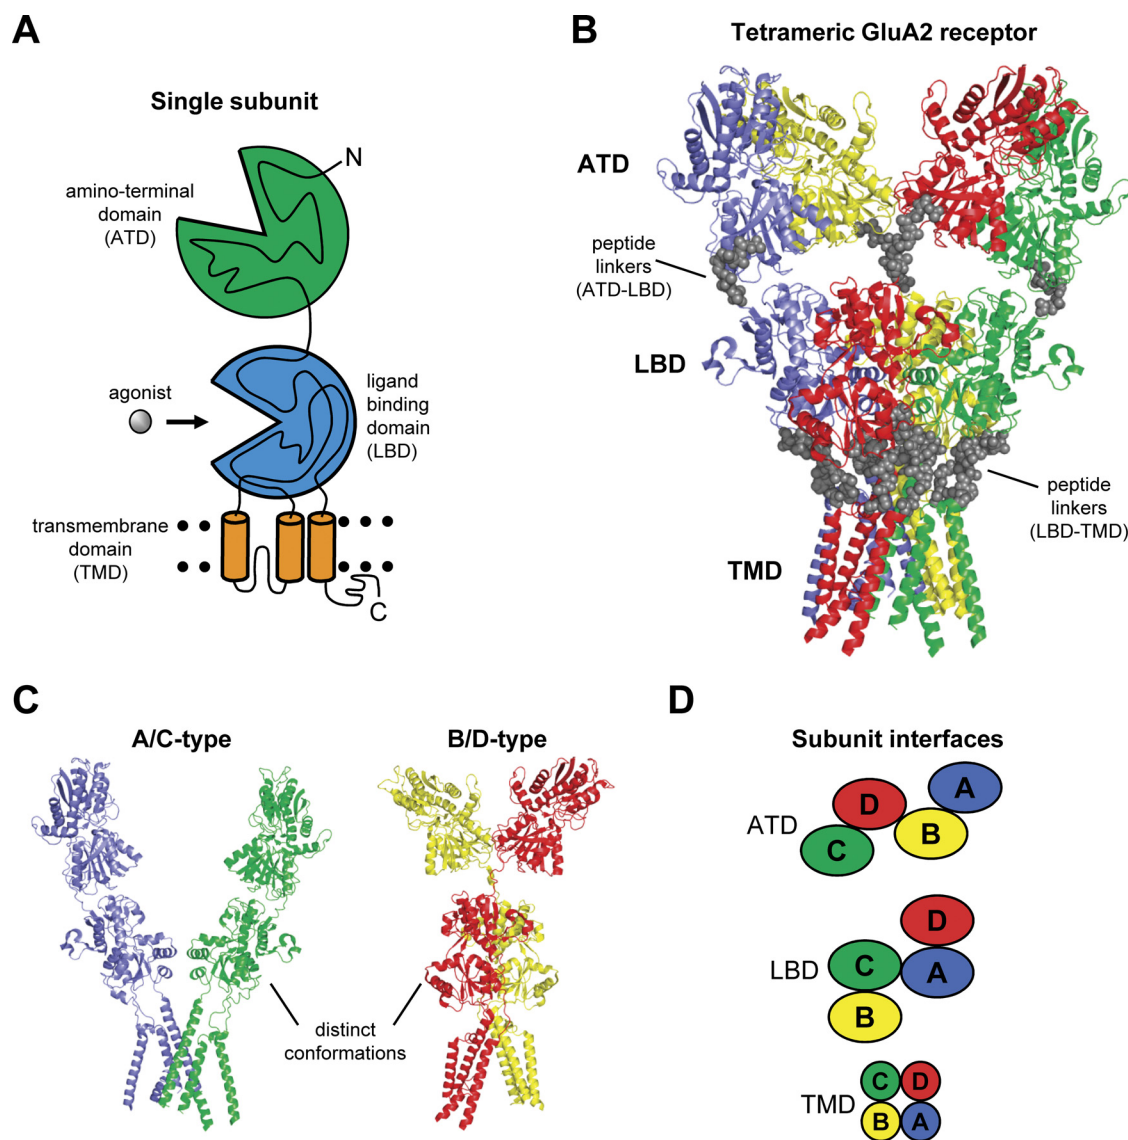 A
Single subunit
N
amino-terminal
domain
(ATD)
agonist
ligand
binding
domain
(LBD)
transmembrane
domain
(TMD)
C
B
Tetrameric GluA2 receptor
ATD
peptide
linkers
(ATD-LBD)
LBD
peptide
linkers
(LBD-TMD)
TMD
C
A/C-type
B/D-type
distinct
conformations
D
Subunit interfaces
ATD
D
A
C
B
LBD
D
C
A
B
TMD
C
D
B
A